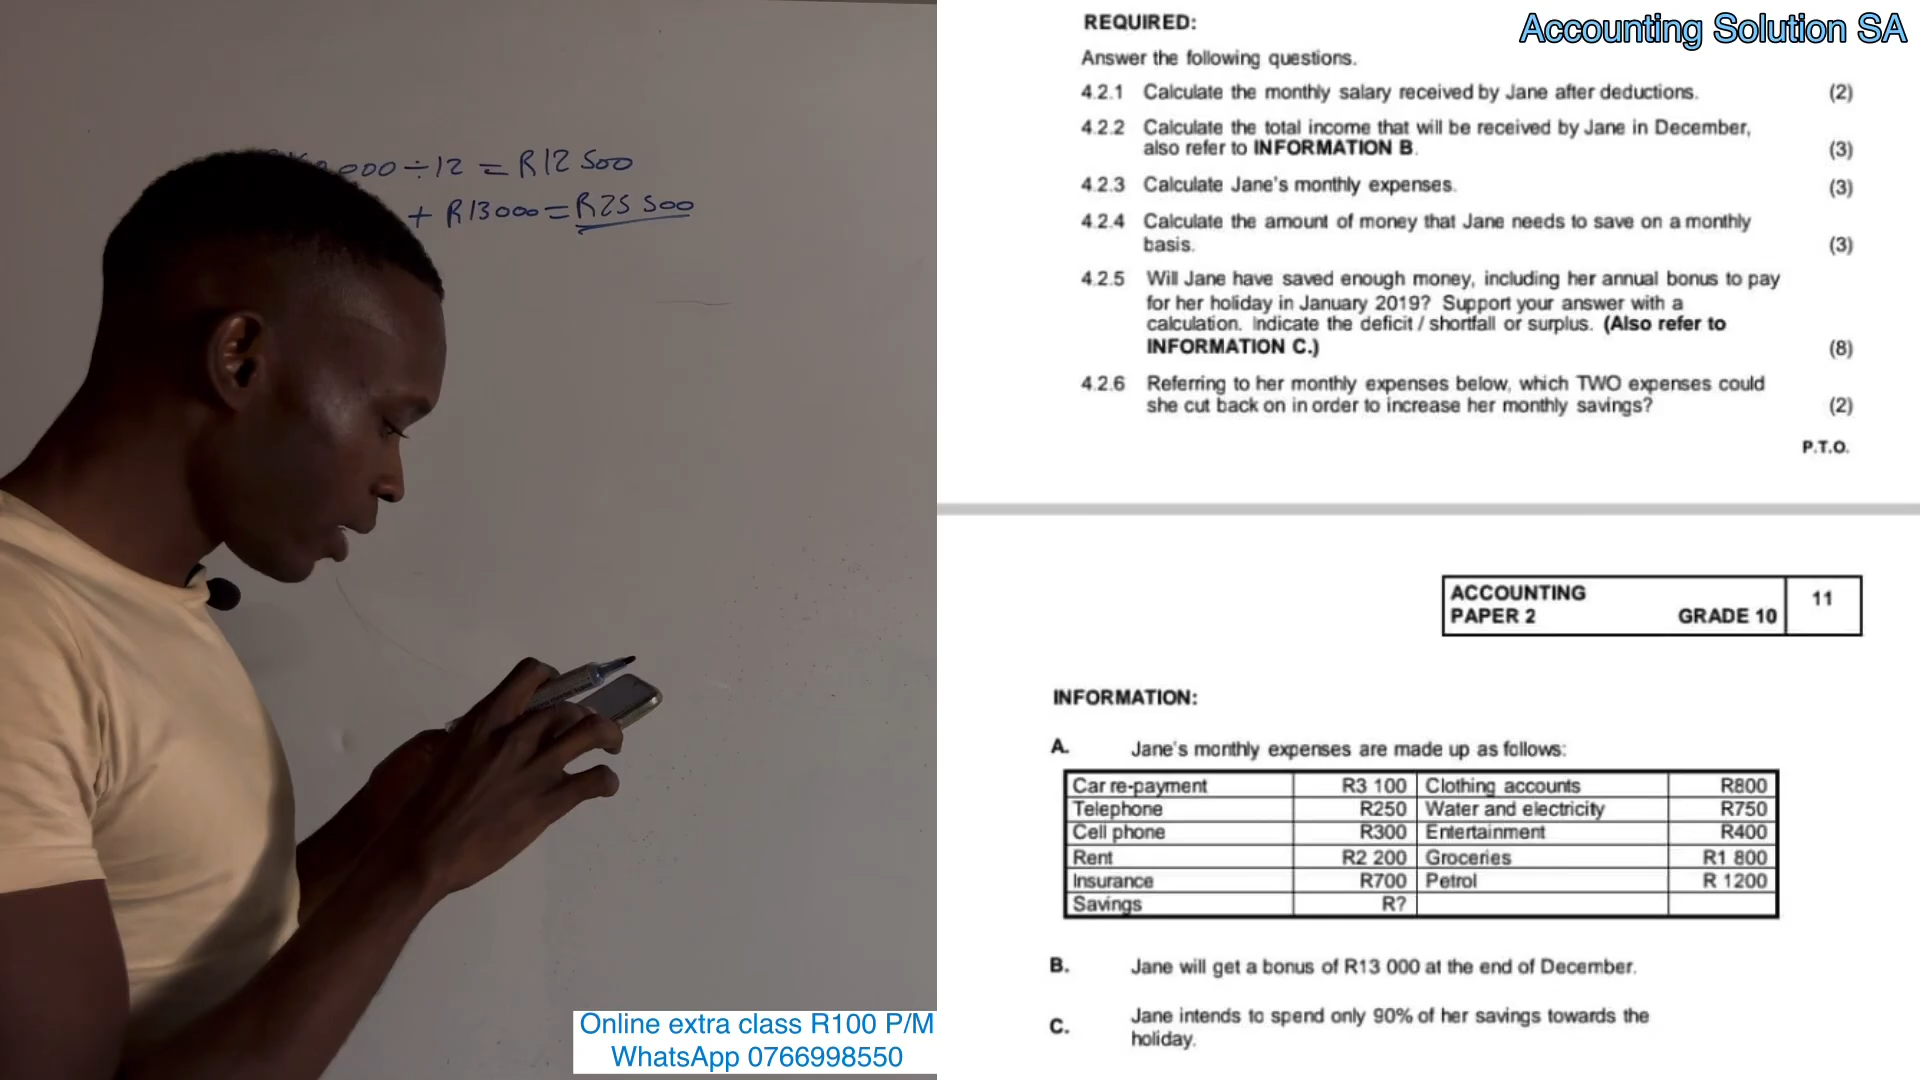 000 ÷ 12 = R12 500
+ R13000 = R25 500
Online extra class R100 P/M
WhatsApp 0766998550
Accounting Solution SA
REQUIRED:
Answer the following questions.
4.2.1 Calculate the monthly salary received by Jane after deductions. (2)
4.2.2 Calculate the total income that will be received by Jane in December,
also refer to INFORMATION B. (3)
4.2.3 Calculate Jane's monthly expenses. (3)
4.2.4 Calculate the amount of money that Jane needs to save on a monthly
basis. (3)
4.2.5 Will Jane have saved enough money, including her annual bonus to pay
for her holiday in January 2019? Support your answer with a
calculation. Indicate the deficit / shortfall or surplus. (Also refer to
INFORMATION C.) (8)
4.2.6 Referring to her monthly expenses below, which TWO expenses could
she cut back on in order to increase her monthly savings? (2)
P.T.O.
ACCOUNTING 11
PAPER 2 GRADE 10
INFORMATION:
A. Jane's monthly expenses are made up as follows:
Car re-payment R3 100 Clothing accounts R800
Telephone R250 Water and electricity R750
Cell phone R300 Entertainment R400
Rent R2 200 Groceries R1 800
Insurance R700 Petrol R 1200
Savings R?
B. Jane will get a bonus of R13 000 at the end of December.
C. Jane intends to spend only 90% of her savings towards the
holiday.